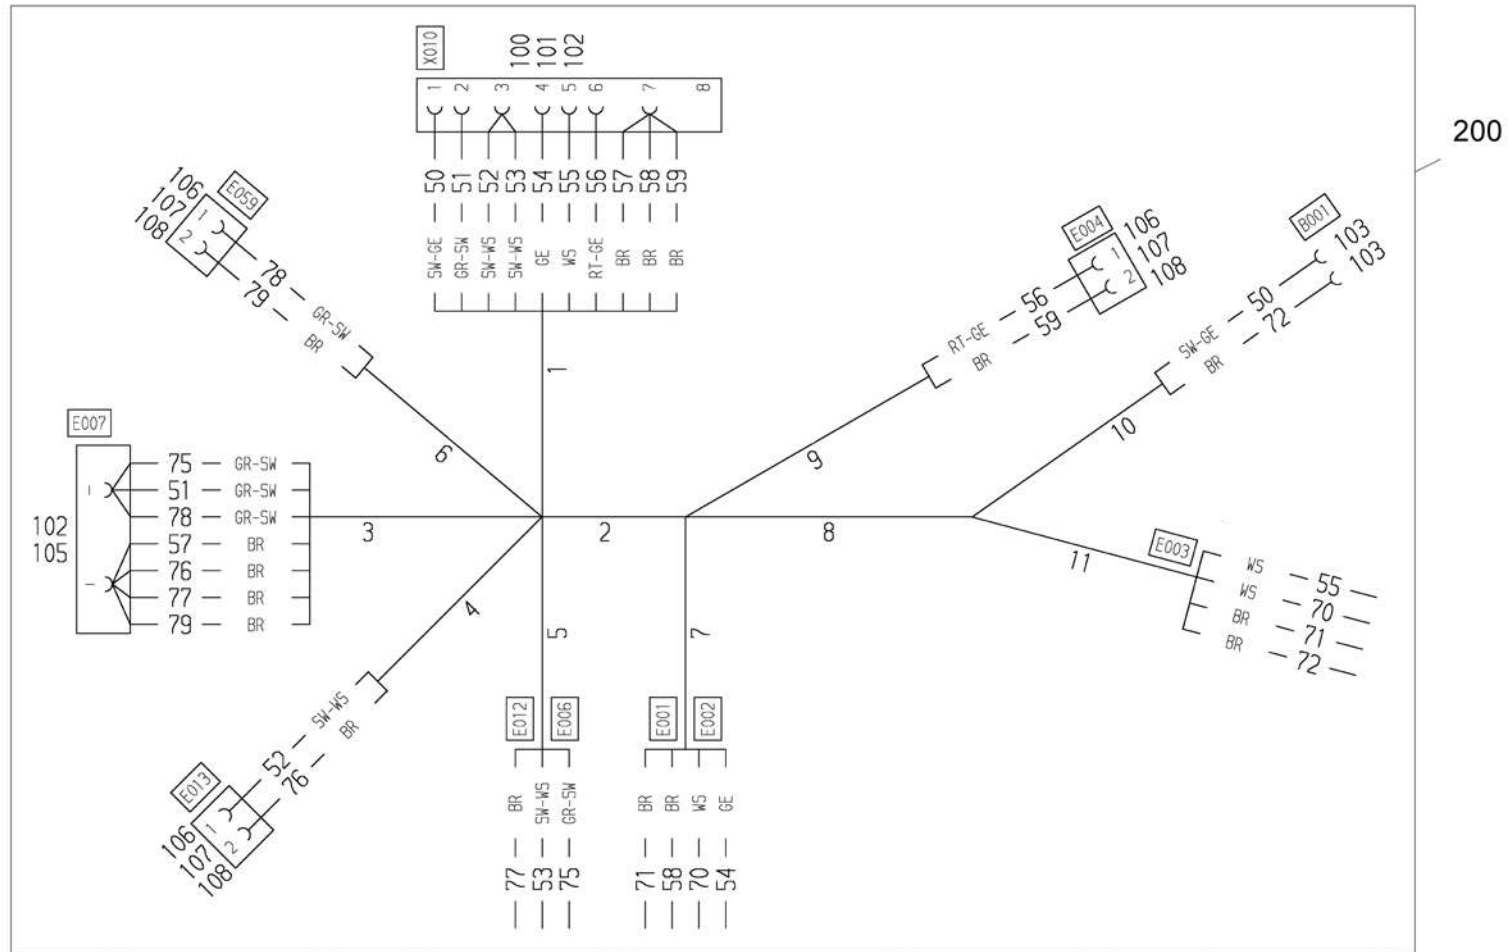 X010
100
101
102
1 2 3 4 5 6 7 8
50 51 52 53 54 55 56 57 58 59
SW-GE GR-SW SW-WS SW-WS GE WS RT-GE BR BR BR
1
200
E059
106
107
108
1
2
78 GR-SW
79 BR
6
E004
106
107
108
1
2
56 RT-GE
59 BR
9
B001
103
103
50 SW-GE
72 BR
10
E007
102
105
I
I
75 GR-SW
51 GR-SW
78 GR-SW
57 BR
76 BR
77 BR
79 BR
3
2
8
11
E003
WS 55
WS 70
BR 71
BR 72
4
SW-WS 52
BR 76
E013
1
2
106
107
108
5
E012 E006
BR SW-WS GR-SW
77 53 75
7
E001 E002
BR BR WS GE
71 58 70 54